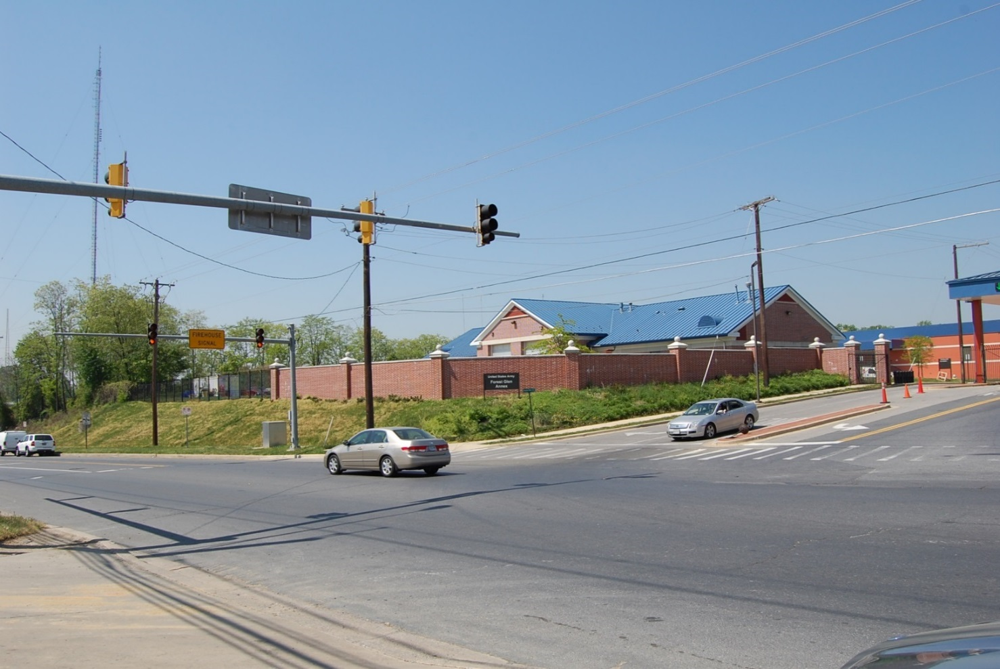 FIREHOUSE
SIGNAL
United States Army
Forest Glen
Annex